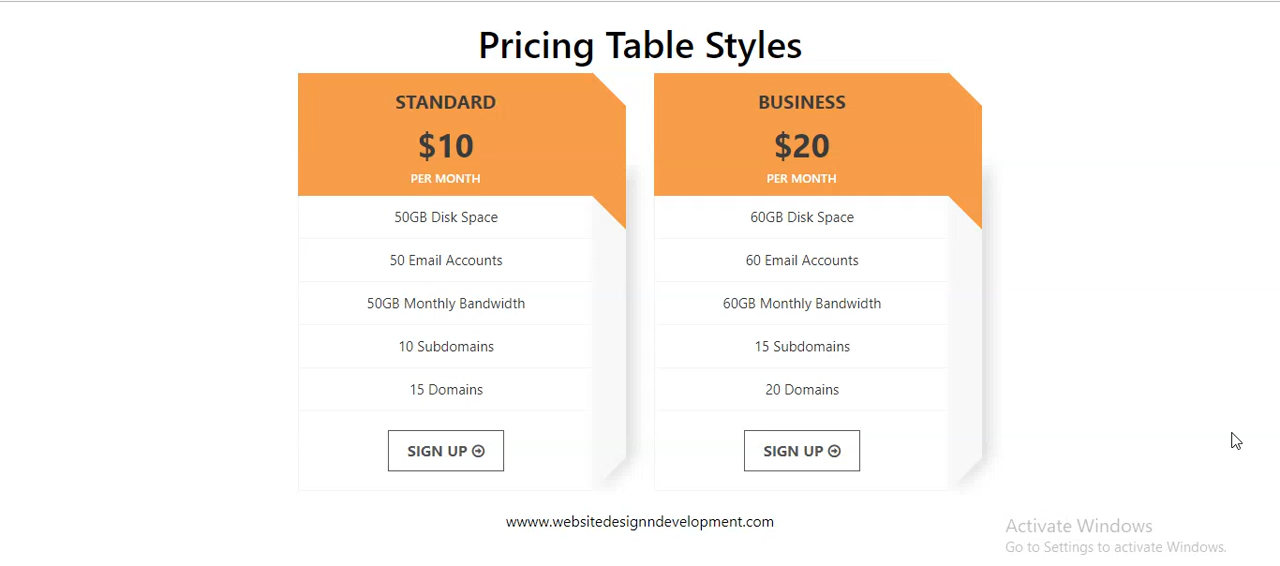 Pricing Table Styles
STANDARD
$10
PER MONTH
50GB Disk Space
50 Email Accounts
50GB Monthly Bandwidth
10 Subdomains
15 Domains
SIGN UP
BUSINESS
$20
PER MONTH
60GB Disk Space
60 Email Accounts
60GB Monthly Bandwidth
15 Subdomains
20 Domains
SIGN UP
wwww.websitedesignndevelopment.com
Activate Windows
Go to Settings to activate Windows.